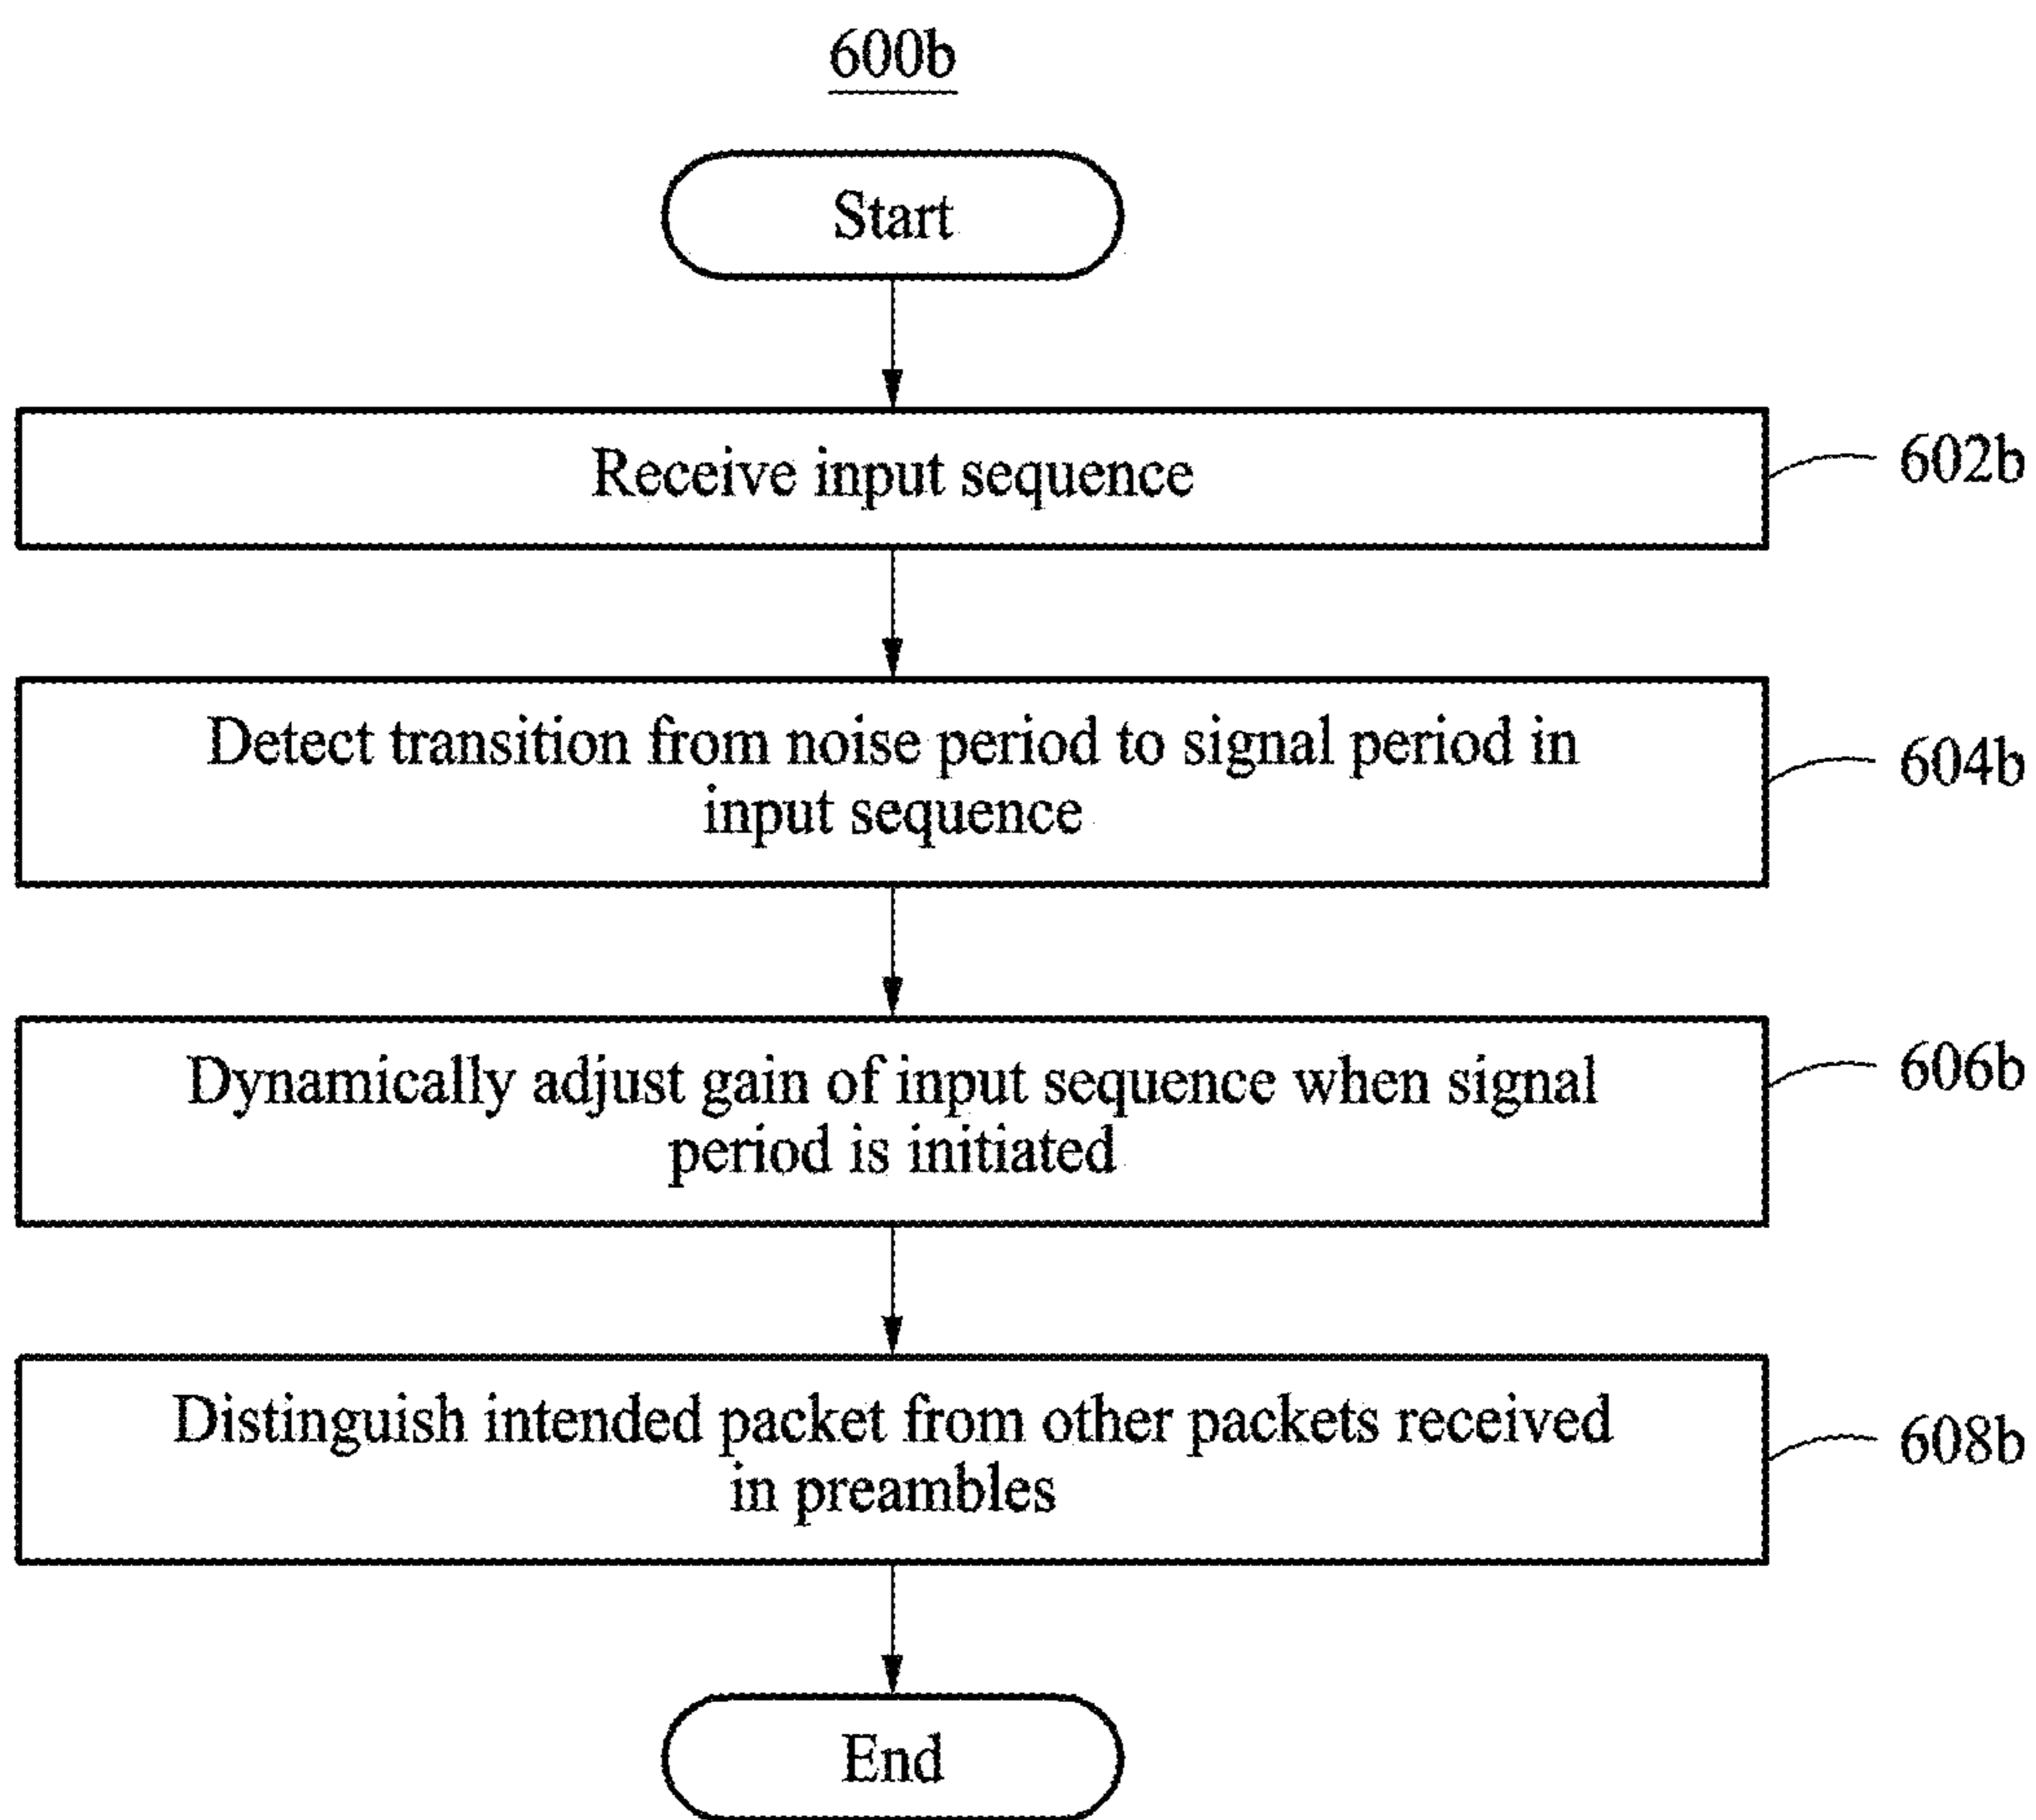 600b
Start
Receive input sequence
602b
Detect transition from noise period to signal period in
input sequence
604b
Dynamically adjust gain of input sequence when signal
period is initiated
606b
Distinguish intended packet from other packets received
in preambles
608b
End